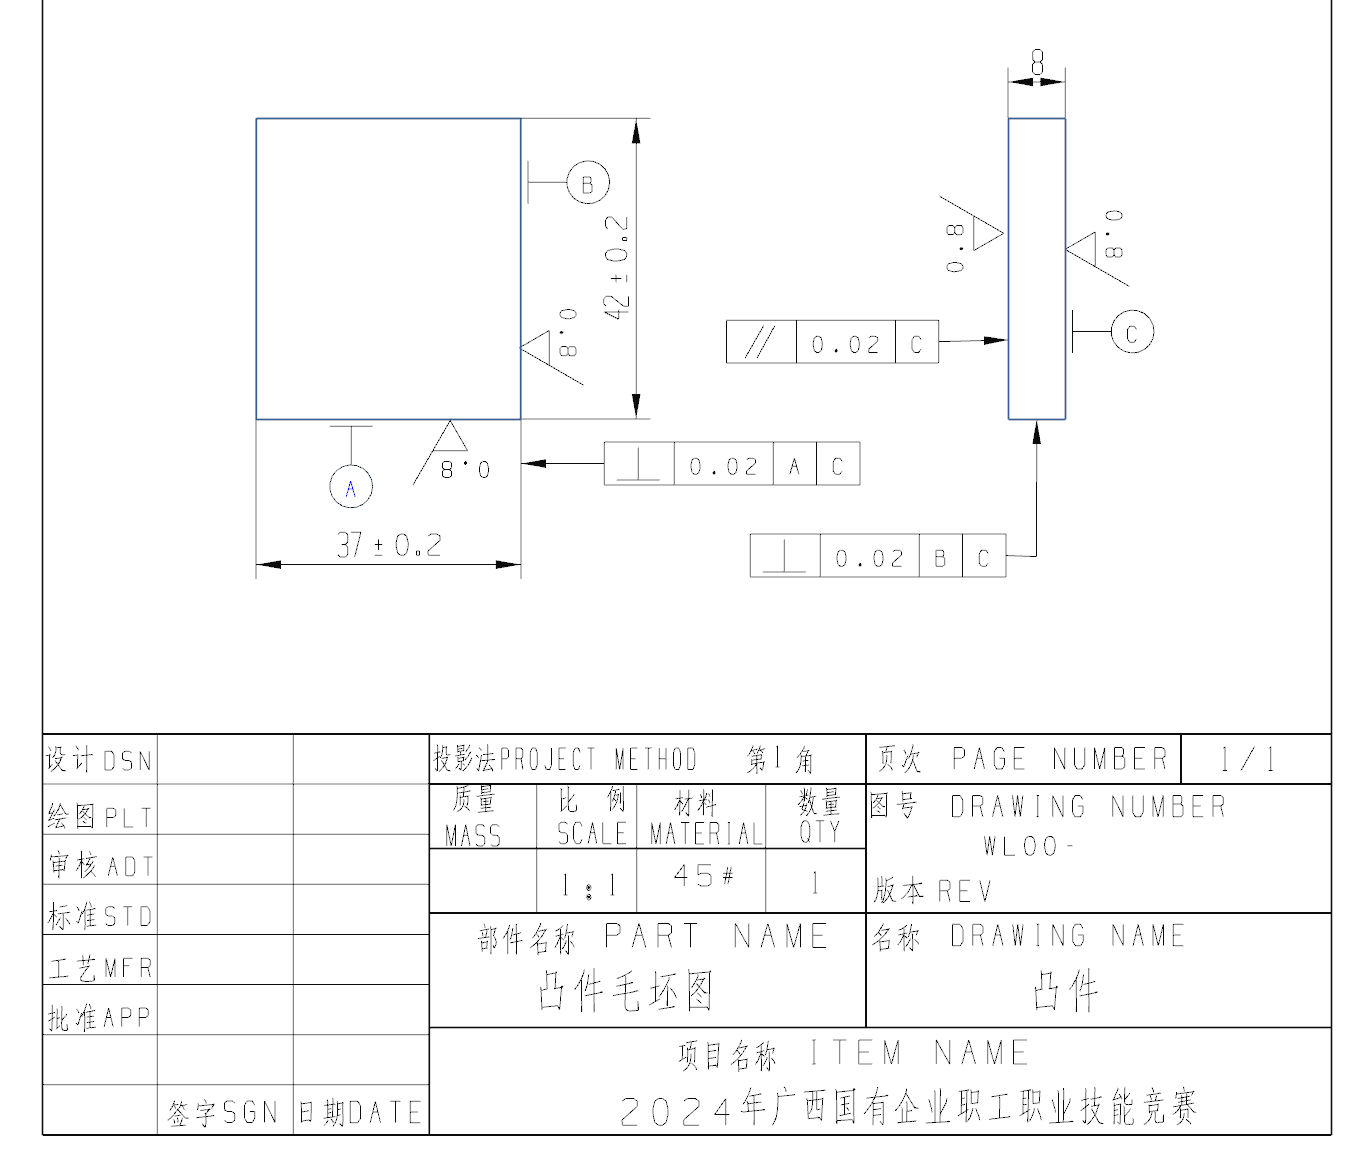 8
B
42±0.2
0.8
0.8
0.8
C
// 0.02 C
A
0.8
⊥ 0.02 A C
37±0.2
⊥ 0.02 B C
设计DSN
投影法PROJECT METHOD 第1角
页次 PAGE NUMBER
1/1
绘图PLT
质量
MASS
比 例
SCALE
材料
MATERIAL
数量
QTY
图号 DRAWING NUMBER
WL00-
审核ADT
1:1
45#
1
版本REV
标准STD
部件名称 PART NAME
名称 DRAWING NAME
工艺MFR
凸件毛坯图
凸件
批准APP
项目名称 ITEM NAME
签字SGN
日期DATE
2024年广西国有企业职工职业技能竞赛